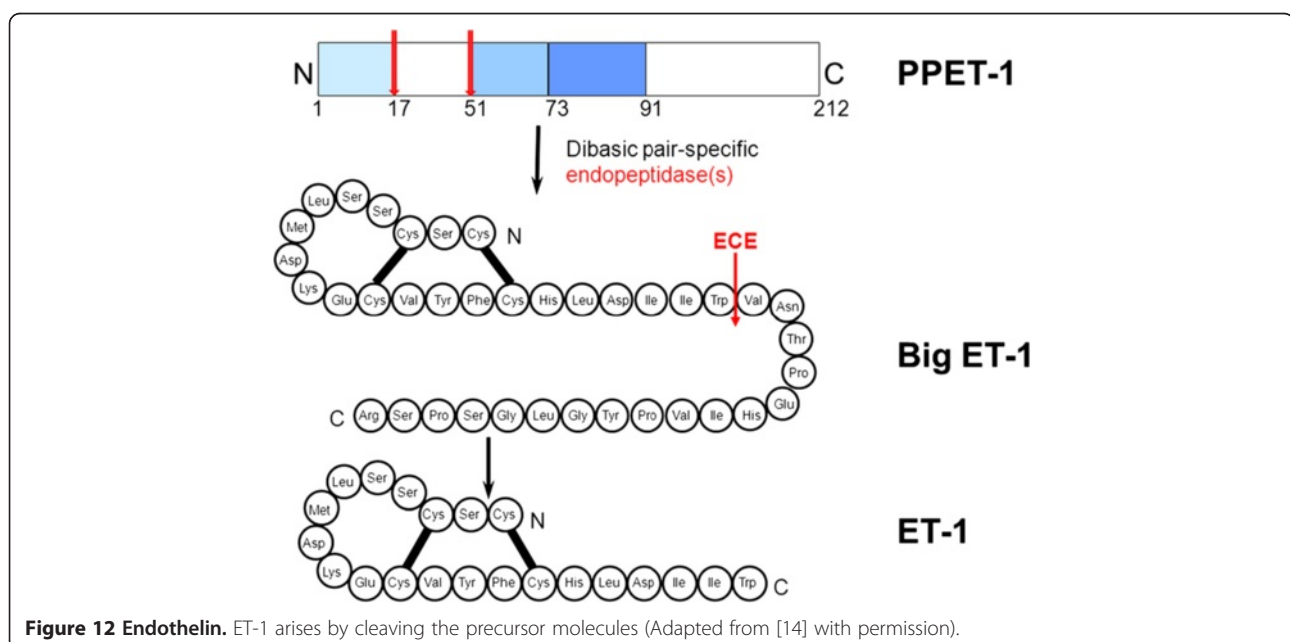 N C PPET-1
1 17 51 73 91 212
Dibasic pair-specific
endopeptidase(s)
Leu Ser Ser
Met Cys Ser Cys N
ECE
Asp
Lys Glu Cys Val Tyr Phe Cys His Leu Asp Ile Ile Trp Val Asn
Thr
Big ET-1
Pro
Glu
C Arg Ser Pro Ser Gly Leu Gly Tyr Pro Val Ile His
Leu Ser Ser
Met Cys Ser Cys N
ET-1
Asp
Lys Glu Cys Val Tyr Phe Cys His Leu Asp Ile Ile Trp C
Figure 12 Endothelin. ET-1 arises by cleaving the precursor molecules (Adapted from [14] with permission).